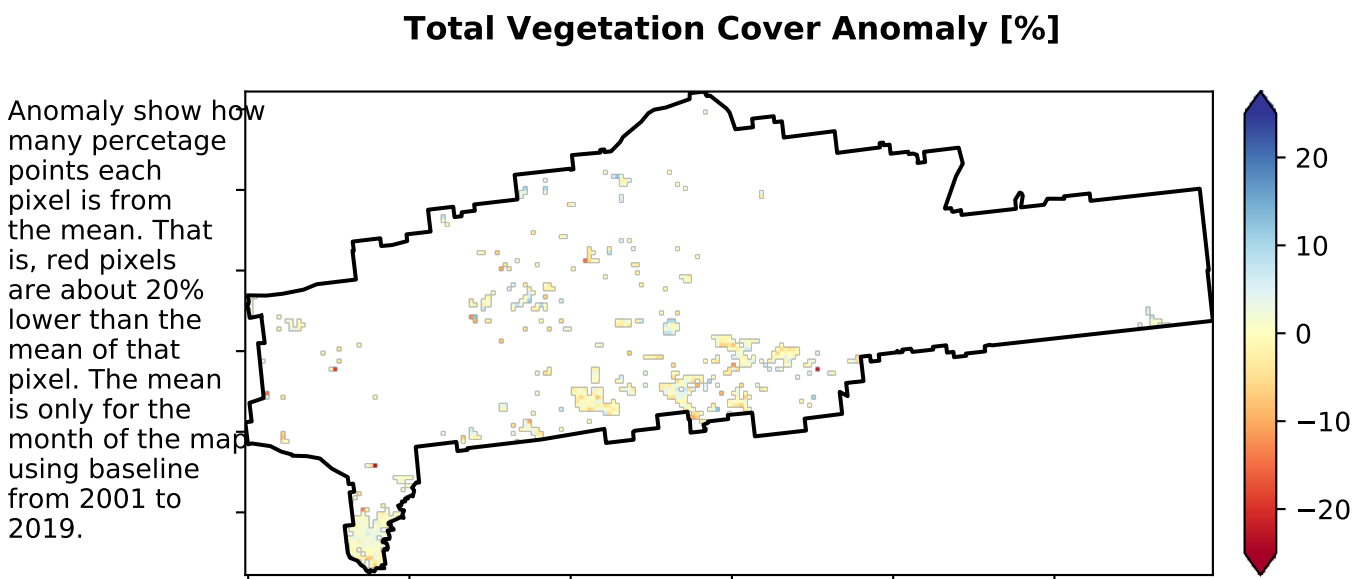 Total Vegetation Cover Anomaly [%]
Anomaly show how
many percetage
points each
pixel is from
the mean. That
is, red pixels
are about 20%
lower than the
mean of that
pixel. The mean
is only for the
month of the map
using baseline
from 2001 to
2019.
20
10
0
−10
−20